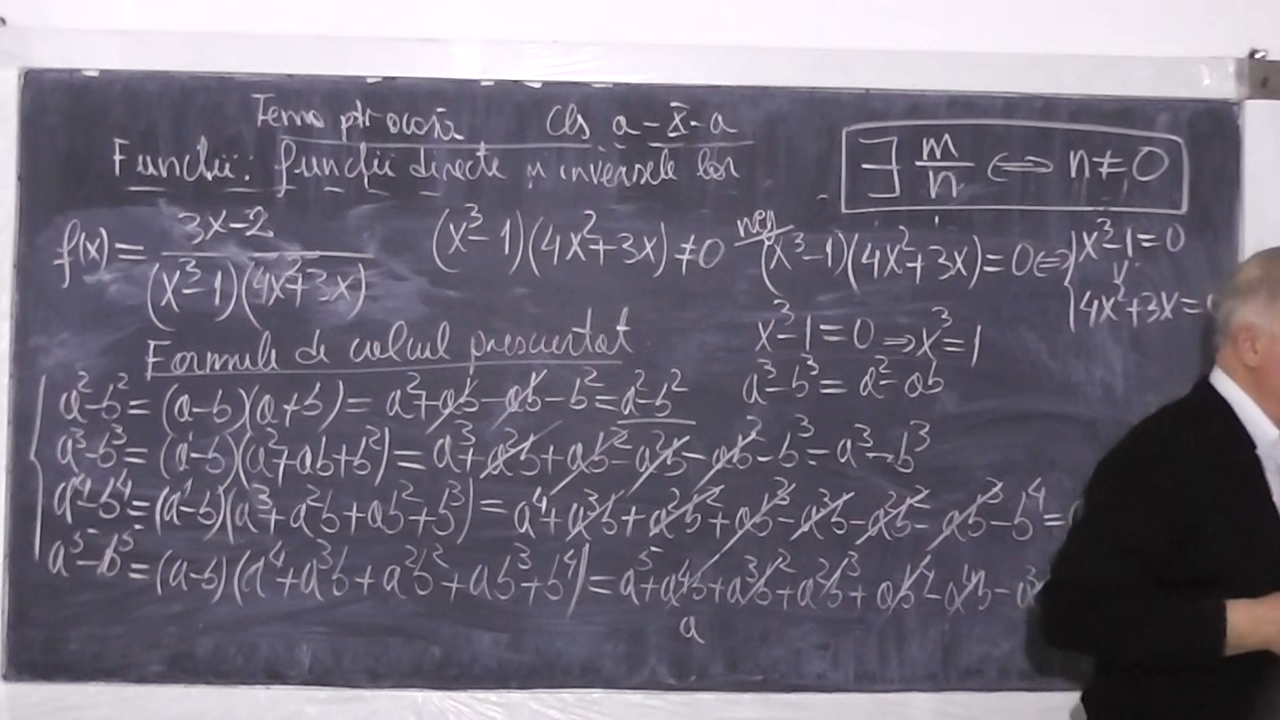 Tema ptr acasă cls a-X-a
Funcții: funcții directe și inversele lor
∃ m/n ⇔ n≠0
f(x) = (3x-2)/((x³-1)(4x²+3x))
(x³-1)(4x²+3x)≠0
neg (x³-1)(4x²+3x)=0⇔{x³-1=0
v
4x²+3x=
x³-1=0 ⇒x³=1
a³-b³= a²-ab
Formule de calcul prescurtat
a²-b²= (a-b)(a+b)= a²+ab-ab-b²=a²-b²
a³-b³= (a-b)(a²+ab+b²)= a³+a²b+ab²-a²b-ab²-b³=a³-b³
a⁴-b⁴=(a-b)(a³+a²b+ab²+b³)= a⁴+a³b+a²b²+ab³-a³b-a²b²-ab³-b⁴=
a⁵-b⁵=(a-b)(a⁴+a³b+a²b²+ab³+b⁴)=a⁵+a⁴b+a³b²+a²b³+ab⁴-a⁴b-
a